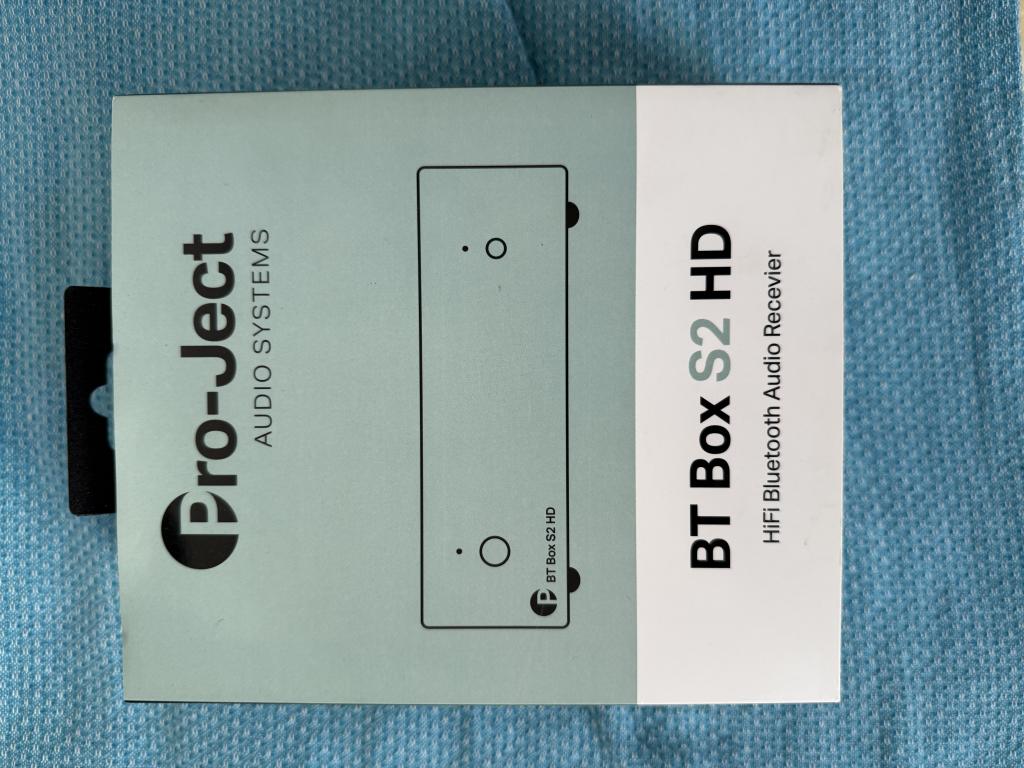 Pro-Ject
AUDIO SYSTEMS
P BT Box S2 HD
BT Box S2 HD
HiFi Bluetooth Audio Recevier